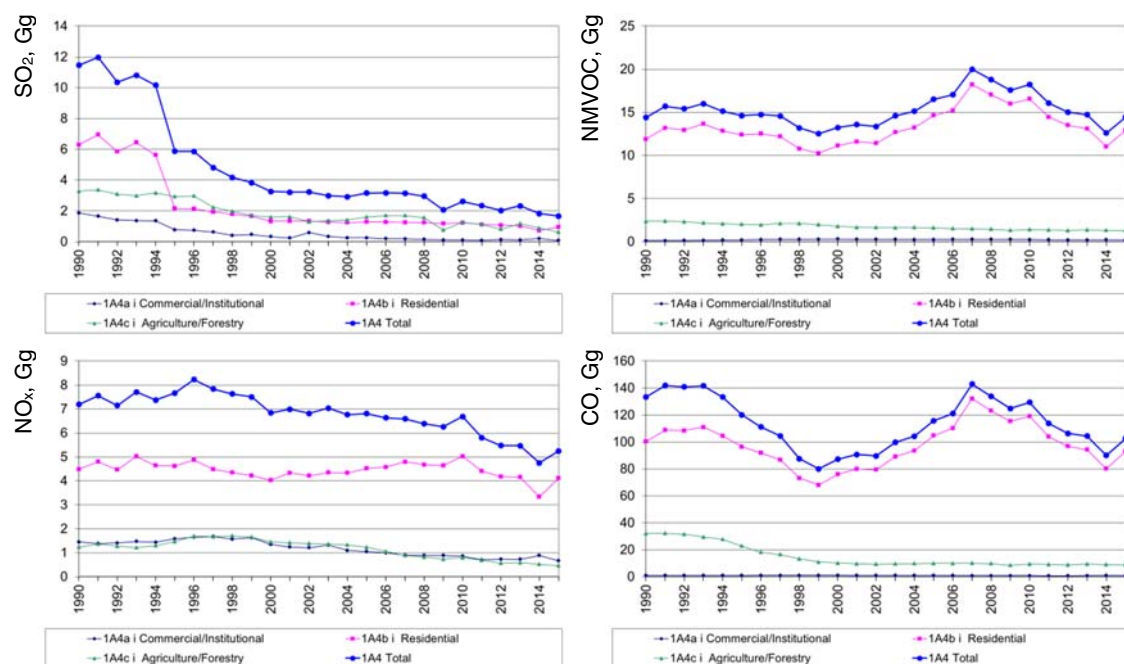 SO₂, Gg
14
12
10
8
6
4
2
0
1990 1992 1994 1996 1998 2000 2002 2004 2006 2008 2010 2012 2014
1A4a i Commercial/Institutional 1A4b i Residential
1A4c i Agriculture/Forestry 1A4 Total
NMVOC, Gg
25
20
15
10
5
0
1990 1992 1994 1996 1998 2000 2002 2004 2006 2008 2010 2012 2014
1A4a i Commercial/Institutional 1A4b i Residential
1A4c i Agriculture/Forestry 1A4 Total
NOₓ, Gg
9
8
7
6
5
4
3
2
1
0
1990 1992 1994 1996 1998 2000 2002 2004 2006 2008 2010 2012 2014
1A4a i Commercial/Institutional 1A4b i Residential
1A4c i Agriculture/Forestry 1A4 Total
CO, Gg
160
140
120
100
80
60
40
20
0
1990 1992 1994 1996 1998 2000 2002 2004 2006 2008 2010 2012 2014
1A4a i Commercial/Institutional 1A4b i Residential
1A4c i Agriculture/Forestry 1A4 Total